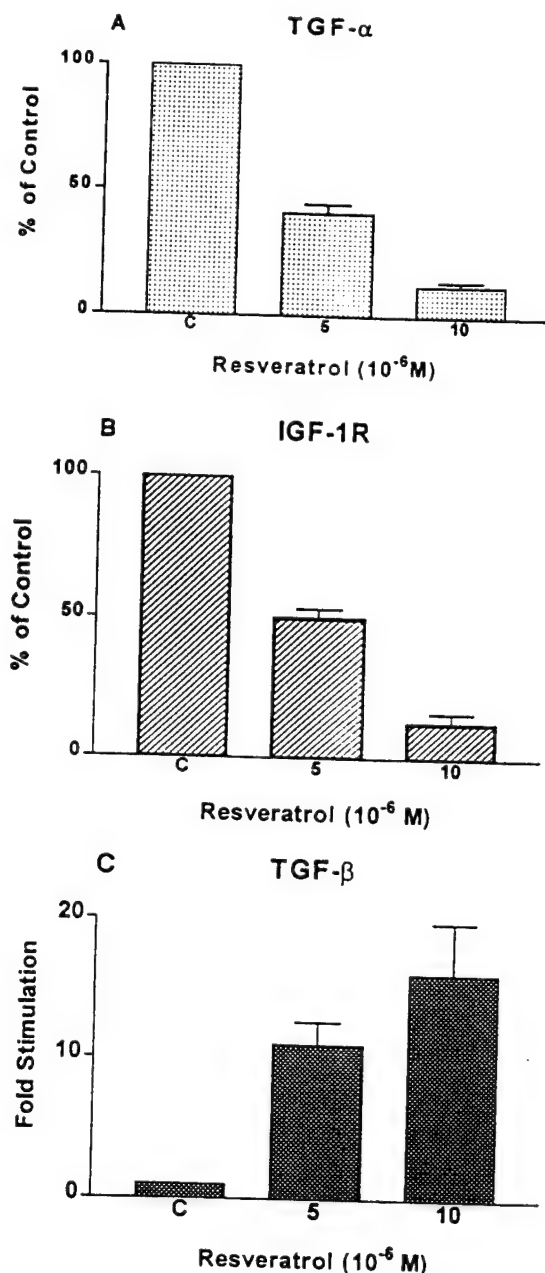 A TGF-α
100
50
0
% of Control
C 5 10
Resveratrol (10⁻⁶M)
B IGF-1R
100
50
0
% of Control
C 5 10
Resveratrol (10⁻⁶ M)
C TGF-β
20
10
0
Fold Stimulation
C 5 10
Resveratrol (10⁻⁶ M)